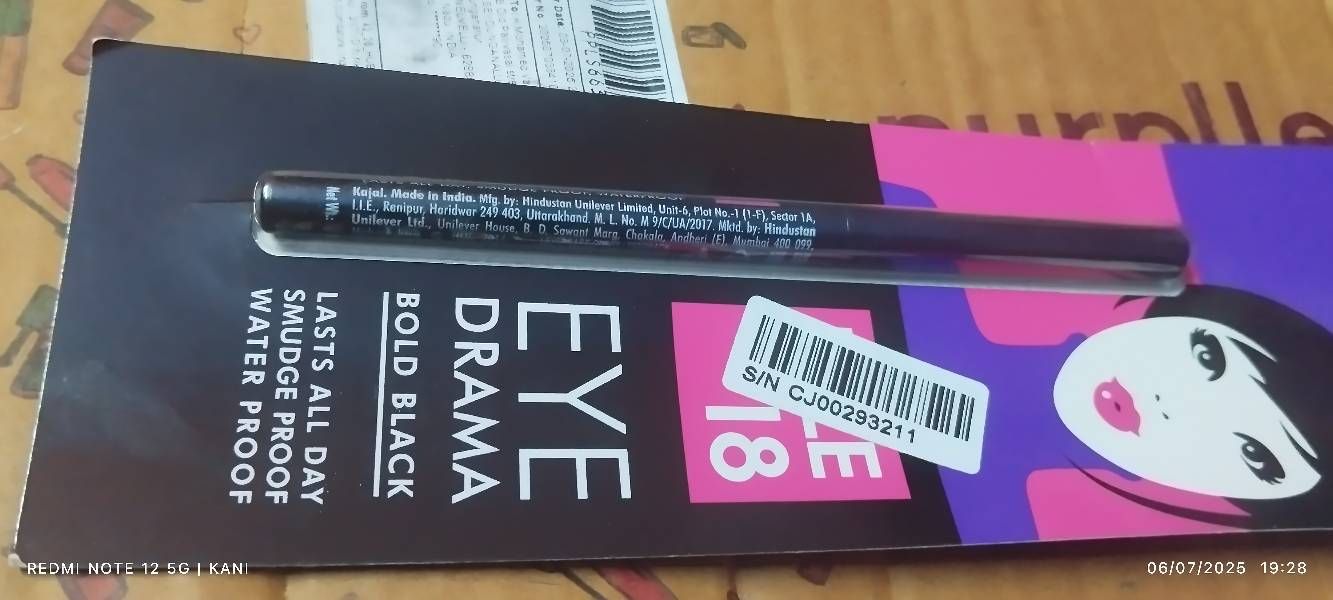 purplle
Kajal. Made in India. Mfg. by: Hindustan Unilever Limited, Unit-6, Plot No.-1 (1-F), Sector 1A,
I.I.E., Ranipur, Haridwar 249 403, Uttarakhand. M. L. No. M 9/C/UA/2017. Mktd. by: Hindustan
Unilever Ltd., Unilever House, B. D. Sawant Marg, Chakala, Andheri (E), Mumbai 400 099,
Net Wt.:
EYE
DRAMA
BOLD BLACK
LASTS ALL DAY
SMUDGE PROOF
WATER PROOF
LE
18
S/N CJ00293211
REDMI NOTE 12 5G | KANI
06/07/2025 19:28